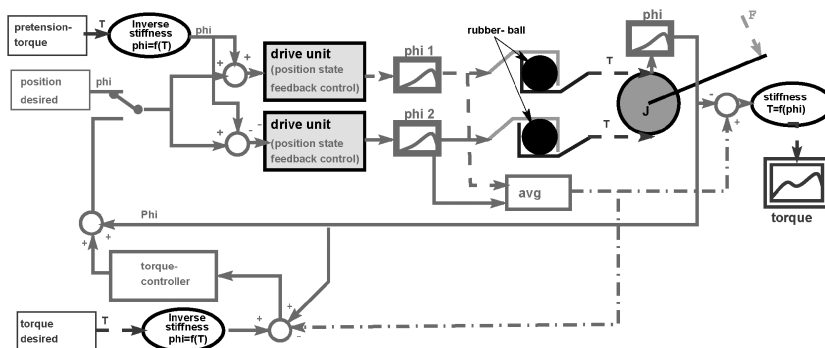 pretension-
torque
T
Inverse
stiffness
phi=f(T)
phi
position
desired
phi
+
+
+
-
-
drive unit
(position state
feedback control)
drive unit
(position state
feedback control)
phi 1
phi 2
rubber- ball
T
T
phi
J
F
-
+
stiffness
T=f(phi)
torque
avg
Phi
+
+
torque-
controller
torque
desired
T
Inverse
stiffness
phi=f(T)
+
+
-